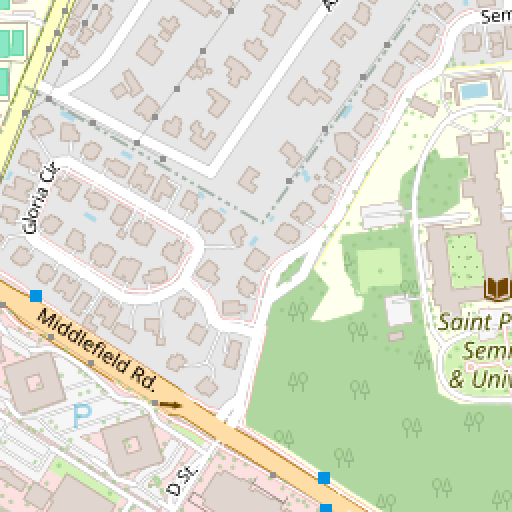 Sem
Gloria Cir
Middlefield Rd.
P
D St.
Saint P
Semi
& Univ